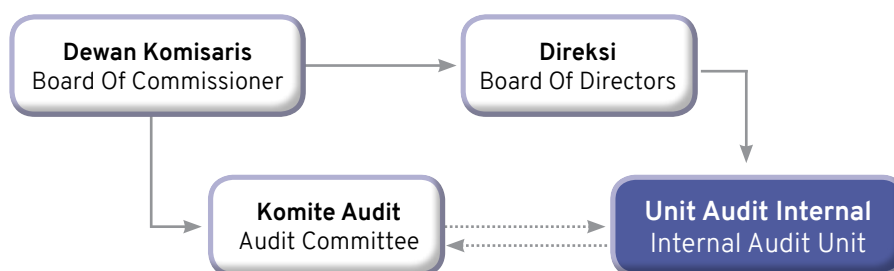 Dewan Komisaris
Board Of Commissioner
Direksi
Board Of Directors
Komite Audit
Audit Committee
Unit Audit Internal
Internal Audit Unit